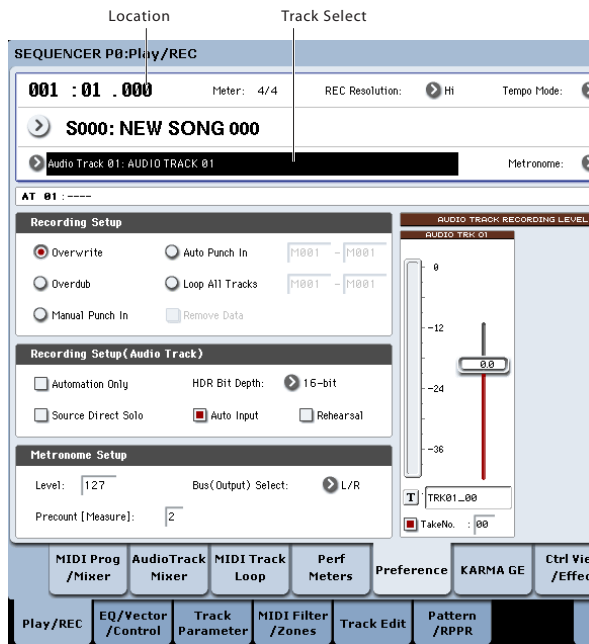 Location Track Select
SEQUENCER P0:Play/REC
001 :01 .000 Meter: 4/4 REC Resolution: Hi Tempo Mode:
S000: NEW SONG 000
Audio Track 01: AUDIO TRACK 01 Metronome:
AT 01 :----
Recording Setup
Overwrite Auto Punch In M001 - M001
Overdub Loop All Tracks M001 - M001
Manual Punch In Remove Data
Recording Setup(Audio Track)
Automation Only HDR Bit Depth: 16-bit
Source Direct Solo Auto Input Rehearsal
Metronome Setup
Level: 127 Bus(Output) Select: L/R
Precount [Measure]: 2
AUDIO TRACK RECORDING LEVEL
AUDIO TRK 01
0
-12
0.0
-24
-36
T TRK01_00
TakeNo. : 00
MIDI Prog /Mixer
AudioTrack Mixer
MIDI Track Loop
Perf Meters
Preference
KARMA GE
Play/REC
EQ/Vector /Control
Track Parameter
MIDI Filter /Zones
Track Edit
Pattern /RPPR